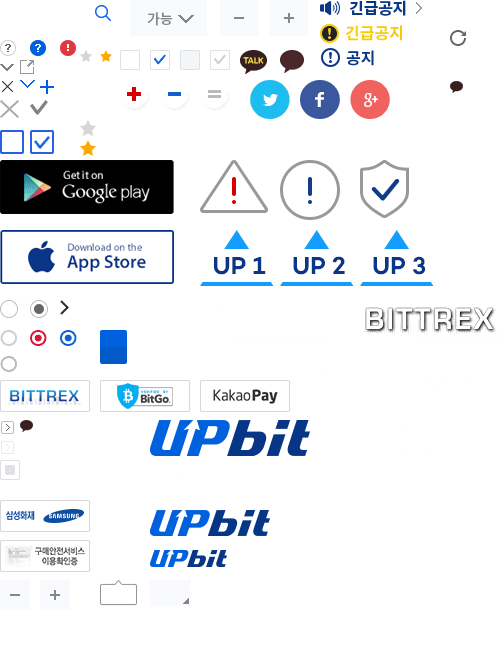 가능
긴급공지
긴급공지
공지
TALK
Get it on
Google play
Download on the
App Store
UP 1
UP 2
UP 3
BITTREX
BITTREX
BitGo
KakaoPay
UPbit
삼성화재 SAMSUNG
UPbit
구매안전서비스
이용확인증
UPbit